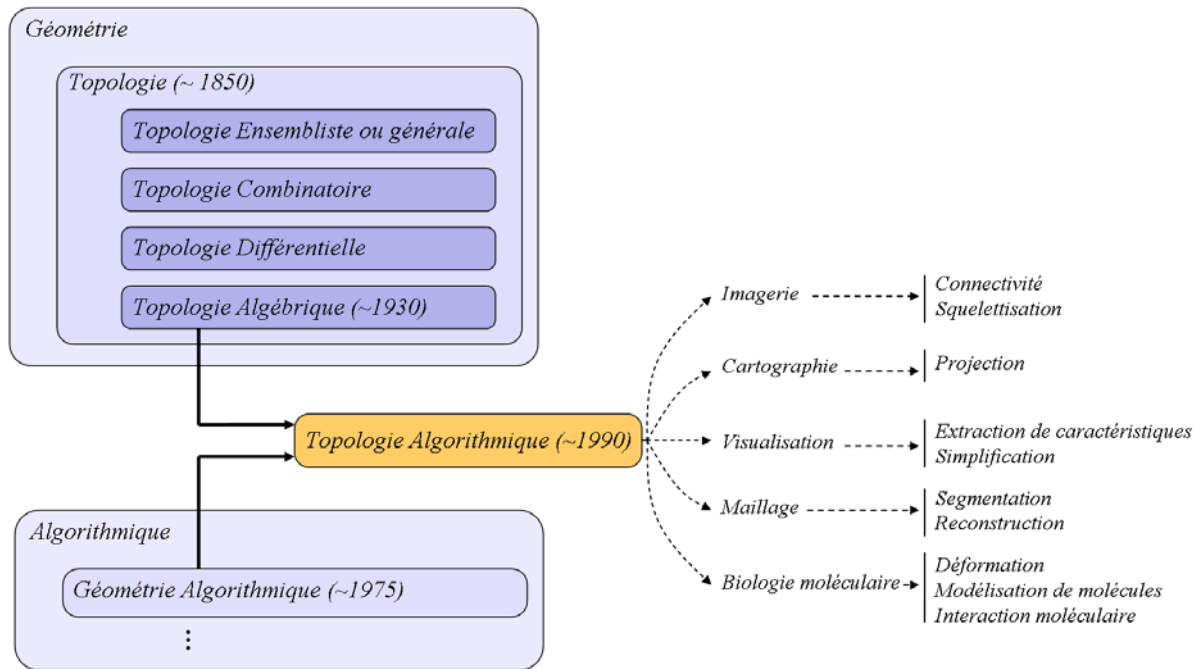 Géométrie
Topologie (~ 1850)
Topologie Ensembliste ou générale
Topologie Combinatoire
Topologie Différentielle
Topologie Algébrique (~1930)
Topologie Algorithmique (~1990)
Algorithmique
Géométrie Algorithmique (~1975)
⋮
Imagerie
Connectivité
Squelettisation
Cartographie
Projection
Visualisation
Extraction de caractéristiques
Simplification
Maillage
Segmentation
Reconstruction
Biologie moléculaire
Déformation
Modélisation de molécules
Interaction moléculaire